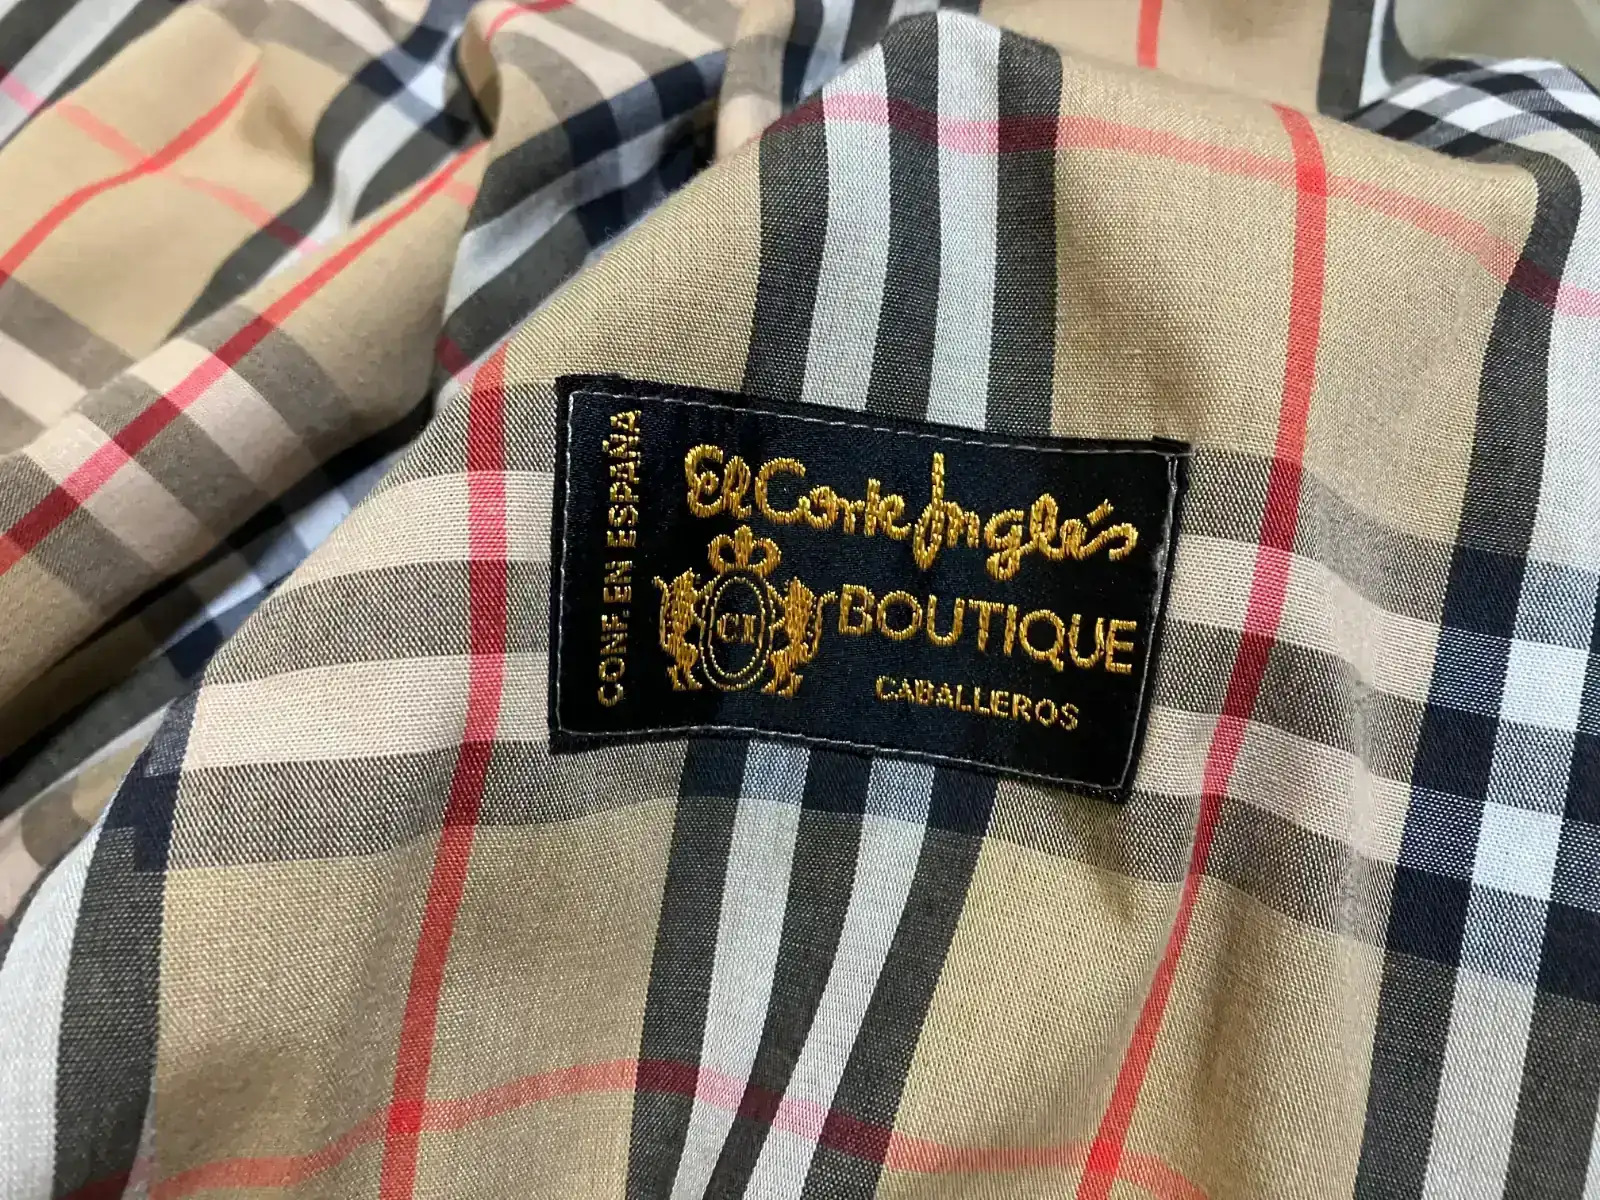 CONF. EN ESPAÑA
El Corte Inglés
CI
BOUTIQUE
CABALLEROS